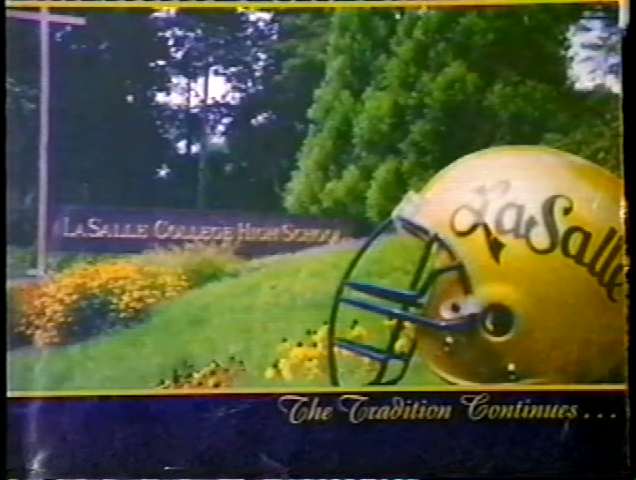 LASALLE COLLEGE HIGH SCHOOL
LaSalle
The Tradition Continues...